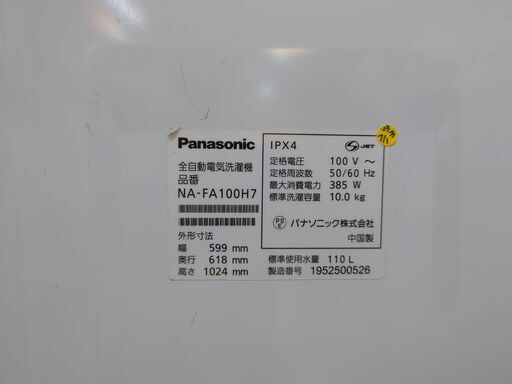 Panasonic
全自動電気洗濯機
品番
NA-FA100H7
外形寸法
幅 599 mm
奥行 618 mm
高さ 1024 mm
IPX4
JET
定格電圧 100 V ～
定格周波数 50/60 Hz
最大消費電力 385 W
標準洗濯容量 10.0 kg
PSE パナソニック株式会社
中国製
標準使用水量 110 L
製造番号 1952500526